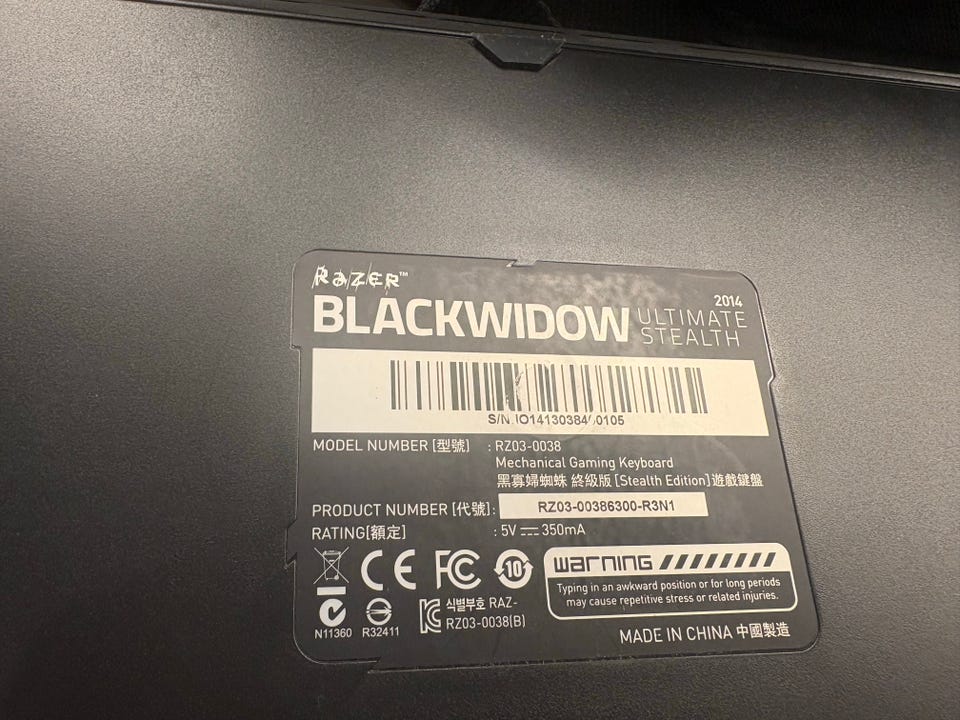 RAZER™
BLACKWIDOW 2014
ULTIMATE
STEALTH
MODEL NUMBER [型號] : RZ03-0038
Mechanical Gaming Keyboard
黑寡婦蜘蛛 終級版 [Stealth Edition]遊戲鍵盤
PRODUCT NUMBER [代號]: RZ03-00386300-R3N1
RATING[額定] : 5V ⎓ 350mA
CE FC 10
warning
Typing in an awkward position or for long periods
may cause repetitive stress or related injuries.
N11360 R32411
식별부호 RAZ-
RZ03-0038(B)
MADE IN CHINA 中國製造